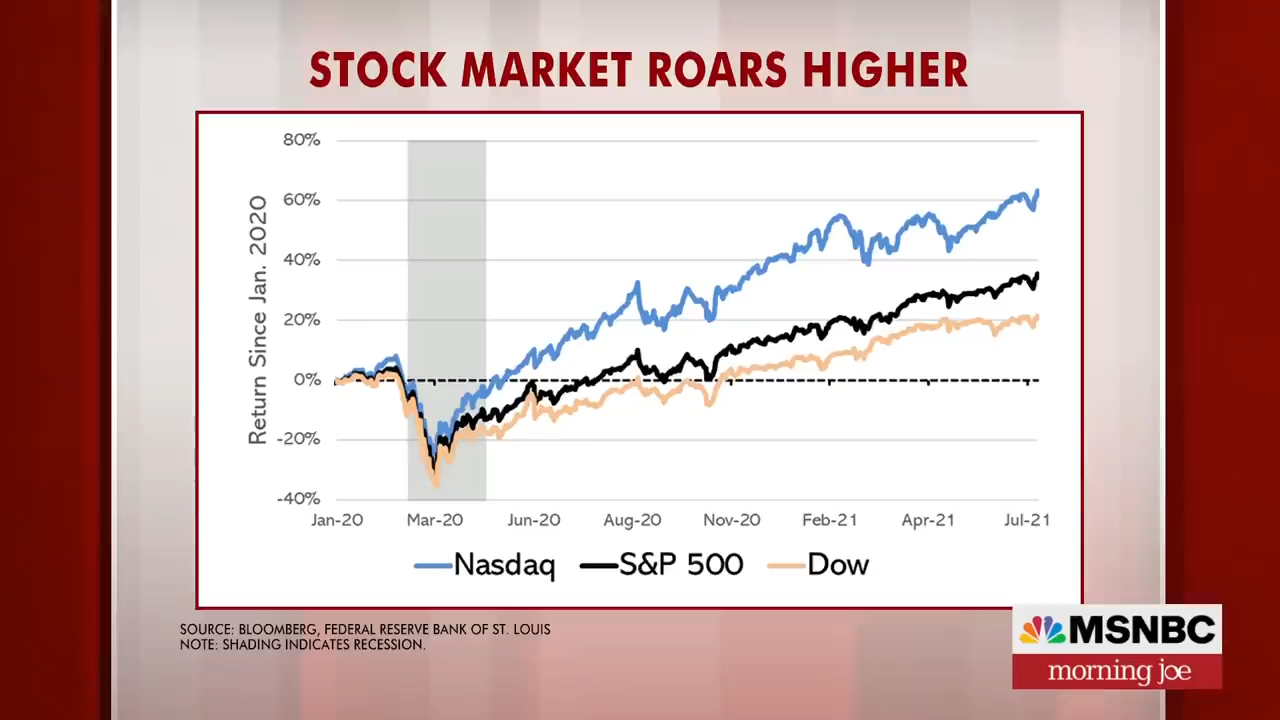 STOCK MARKET ROARS HIGHER
Return Since Jan. 2020
80%
60%
40%
20%
0%
-20%
-40%
Jan-20 Mar-20 Jun-20 Aug-20 Nov-20 Feb-21 Apr-21 Jul-21
Nasdaq S&P 500 Dow
SOURCE: BLOOMBERG, FEDERAL RESERVE BANK OF ST. LOUIS
NOTE: SHADING INDICATES RECESSION.
MSNBC
morning joe